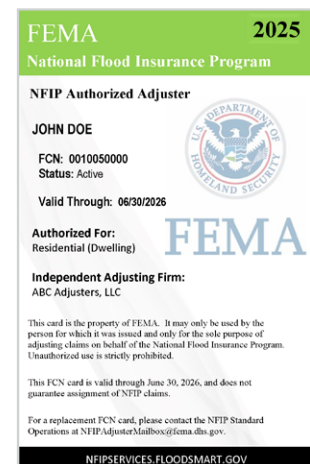 FEMA 2025
National Flood Insurance Program
NFIP Authorized Adjuster
JOHN DOE
FCN: 0010050000
Status: Active
Valid Through: 06/30/2026
U.S. DEPARTMENT OF
HOMELAND SECURITY
FEMA
Authorized For:
Residential (Dwelling)
Independent Adjusting Firm:
ABC Adjusters, LLC
This card is the property of FEMA. It may only be used by the
person for which it was issued and only for the sole purpose of
adjusting claims on behalf of the National Flood Insurance Program.
Unauthorized use is strictly prohibited.
This FCN card is valid through June 30, 2026, and does not
guarantee assignment of NFIP claims.
For a replacement FCN card, please contact the NFIP Standard
Operations at NFIPAdjusterMailbox@fema.dhs.gov.
NFIPSERVICES.FLOODSMART.GOV